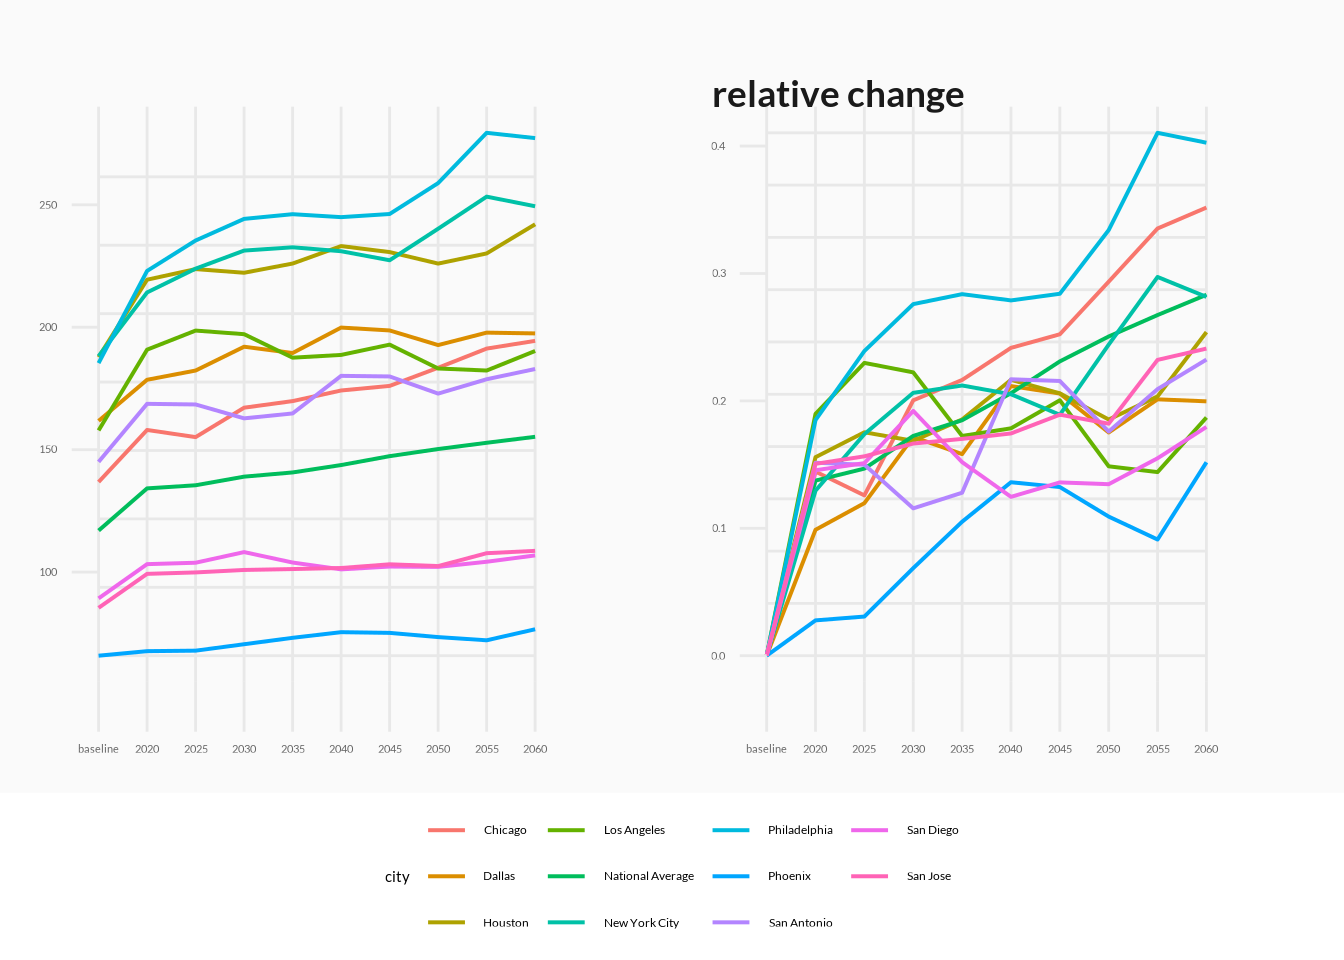 relative change
250
200
150
100
baseline 2020 2025 2030 2035 2040 2045 2050 2055 2060
0.4
0.3
0.2
0.1
0.0
baseline 2020 2025 2030 2035 2040 2045 2050 2055 2060
city
Chicago Los Angeles Philadelphia San Diego
Dallas National Average Phoenix San Jose
Houston New York City San Antonio